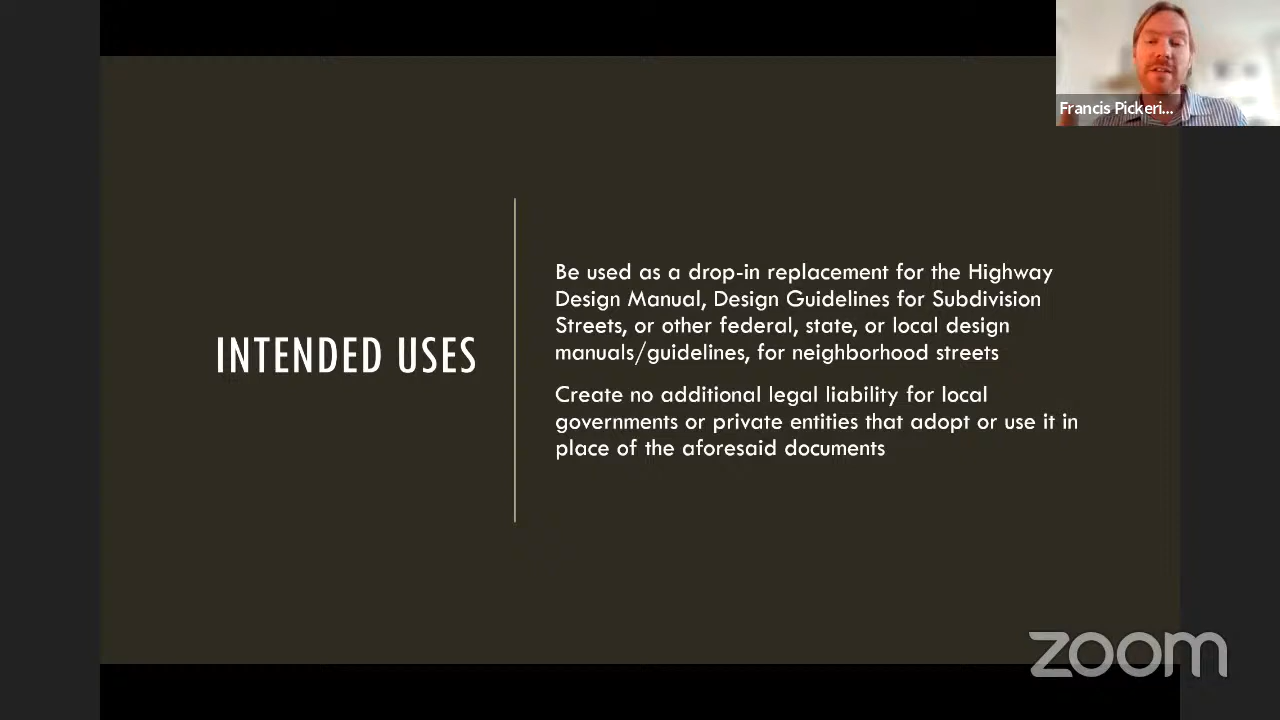 Francis Pickeri...
INTENDED USES
Be used as a drop-in replacement for the Highway
Design Manual, Design Guidelines for Subdivision
Streets, or other federal, state, or local design
manuals/guidelines, for neighborhood streets
Create no additional legal liability for local
governments or private entities that adopt or use it in
place of the aforesaid documents
zoom